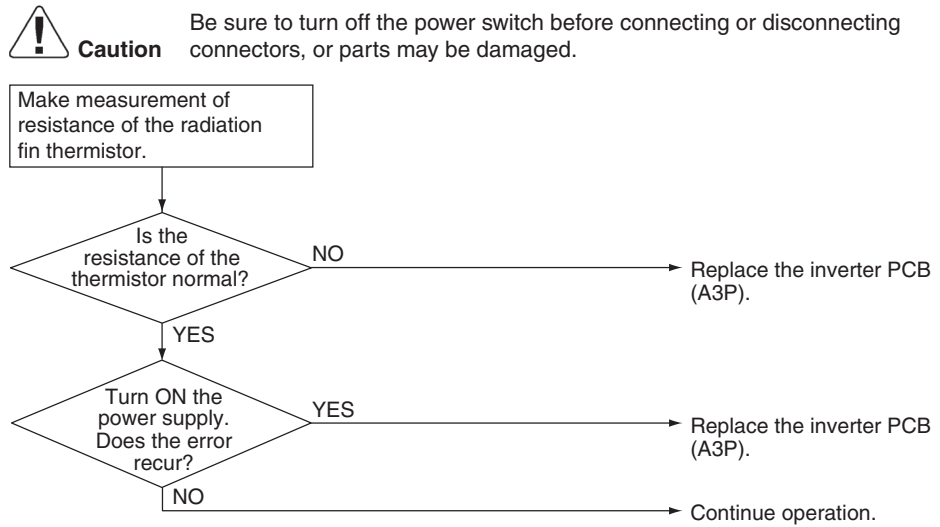 Caution
Be sure to turn off the power switch before connecting or disconnecting
connectors, or parts may be damaged.
Make measurement of
resistance of the radiation
fin thermistor.
Is the
resistance of the
thermistor normal?
NO
Replace the inverter PCB
(A3P).
YES
Turn ON the
power supply.
Does the error
recur?
YES
Replace the inverter PCB
(A3P).
NO
Continue operation.